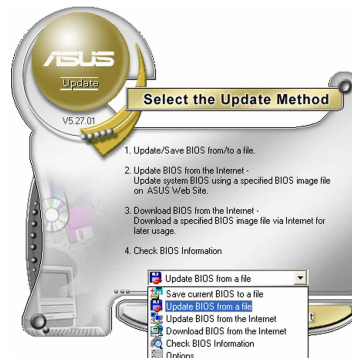 ASUS
Update
V5.27.01
Select the Update Method
1. Update/Save BIOS from/to a file.
2. Update BIOS from the Internet -
Update system BIOS using a specified BIOS image file
on ASUS Web Site.
3. Download BIOS from the Internet -
Download a specified BIOS image file via Internet for
later usage.
4. Check BIOS Information
Update BIOS from a file
Save current BIOS to a file
Update BIOS from a file
Update BIOS from the Internet
Download BIOS from the Internet
Check BIOS Information
Options